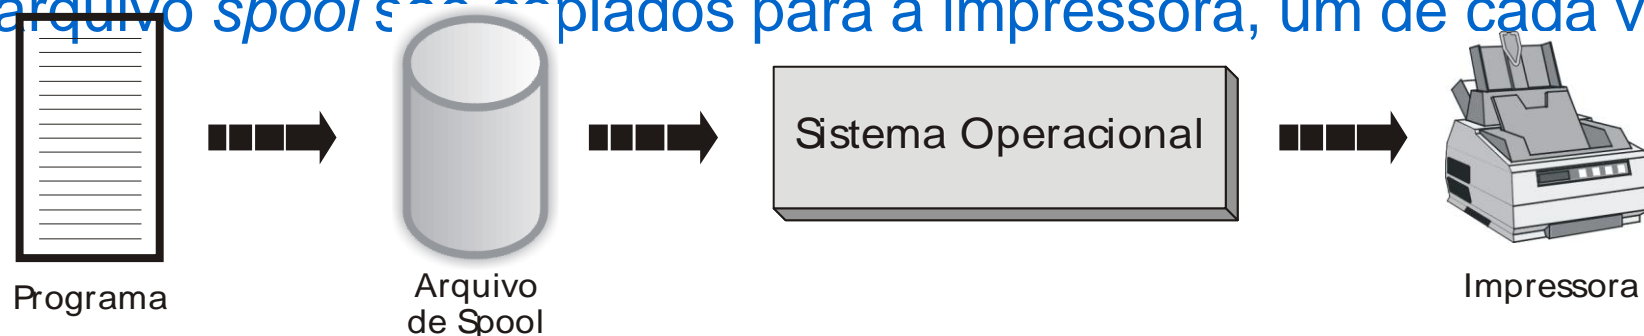 arquivo spool são copiados para a impressora, um de cada v
Sistema Operacional
Programa
Arquivo
de Spool
Impressora